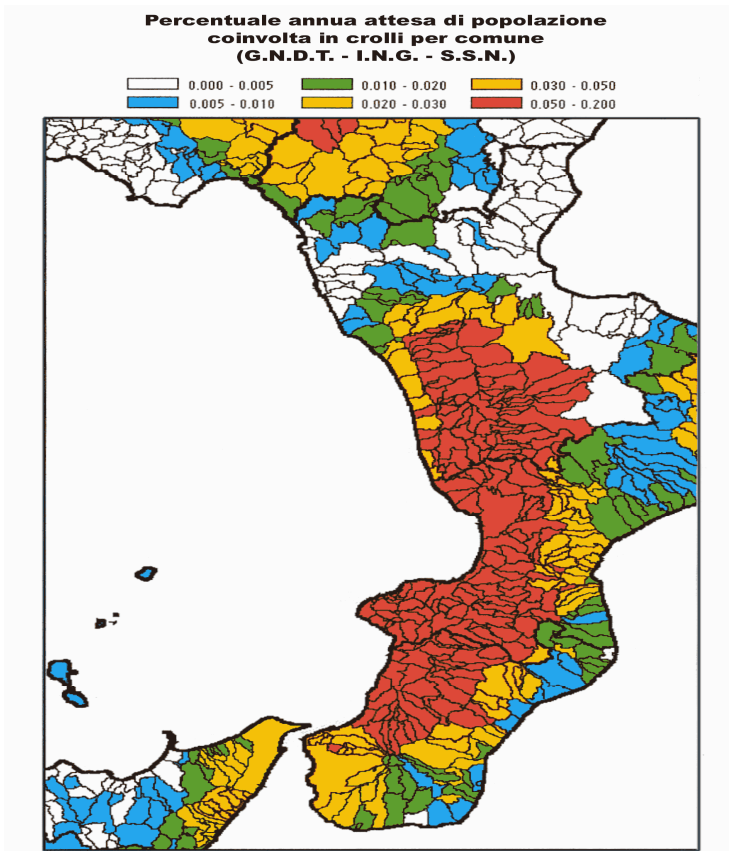 Percentuale annua attesa di popolazione
coinvolta in crolli per comune
(G.N.D.T. - I.N.G. - S.S.N.)
0.000 - 0.005 0.010 - 0.020 0.030 - 0.050
0.005 - 0.010 0.020 - 0.030 0.050 - 0.200